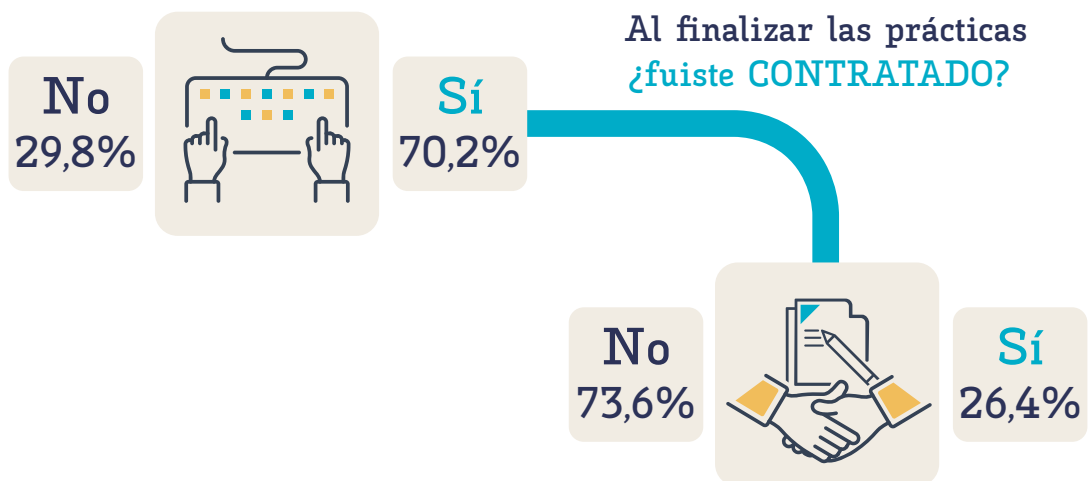 Al finalizar las prácticas
¿fuiste CONTRATADO?
No
29,8%
Sí
70,2%
No
73,6%
Sí
26,4%